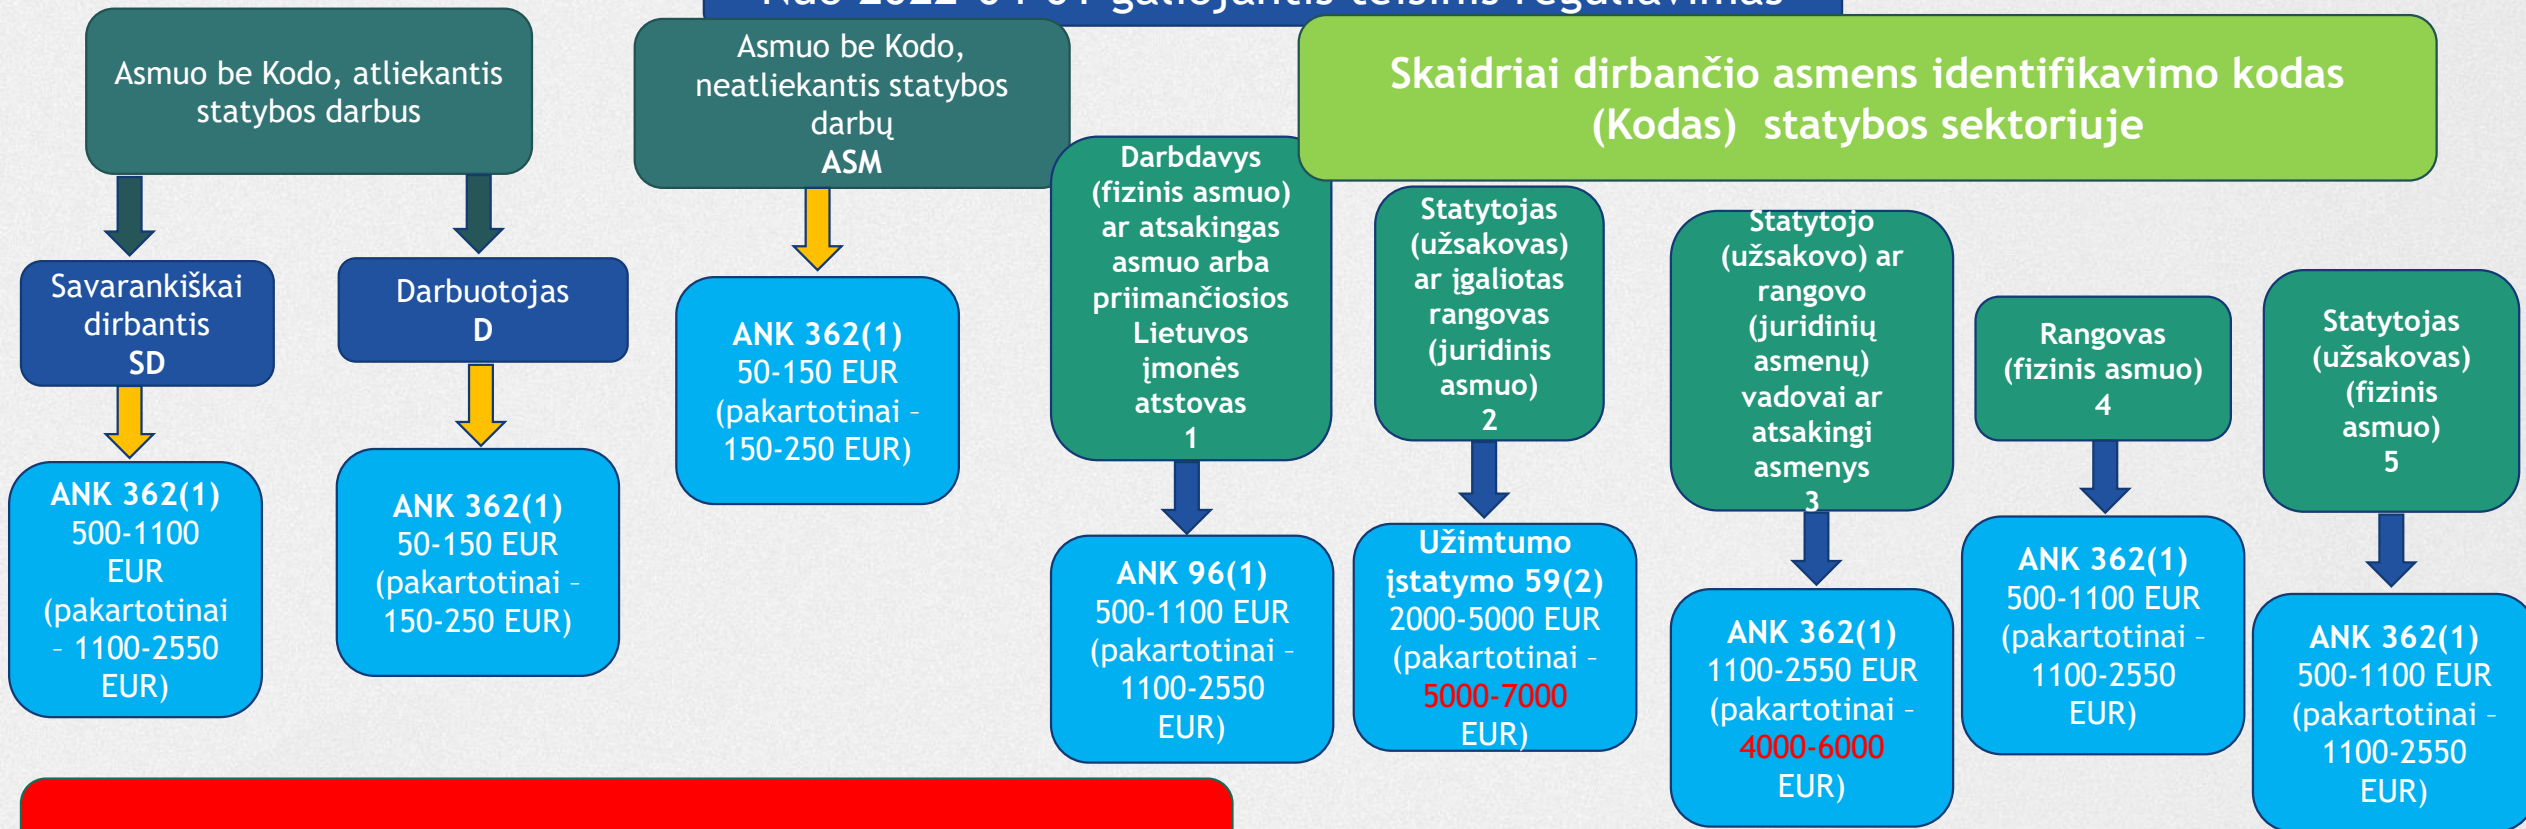 Nuo 2022-04-01 galiojantis teisinis reguliavimas
Asmuo be Kodo, atliekantis
statybos darbus
Asmuo be Kodo,
neatliekantis statybos
darbų
ASM
Skaidriai dirbančio asmens identifikavimo kodas
(Kodas) statybos sektoriuje
Savarankiškai
dirbantis
SD
Darbuotojas
D
Darbdavys
(fizinis asmuo)
ar atsakingas
asmuo arba
priimančiosios
Lietuvos
įmonės
atstovas
1
Statytojas
(užsakovas)
ar įgaliotas
rangovas
(juridinis
asmuo)
2
Statytojo
(užsakovo) ar
rangovo
(juridinių
asmenų)
vadovai ar
atsakingi
asmenys
3
Rangovas
(fizinis asmuo)
4
Statytojas
(užsakovas)
(fizinis
asmuo)
5
ANK 362(1)
500-1100
EUR
(pakartotinai
– 1100-2550
EUR)
ANK 362(1)
50-150 EUR
(pakartotinai –
150-250 EUR)
ANK 362(1)
50-150 EUR
(pakartotinai –
150-250 EUR)
ANK 96(1)
500-1100 EUR
(pakartotinai –
1100-2550
EUR)
Užimtumo
įstatymo 59(2)
2000-5000 EUR
(pakartotinai –
5000-7000
EUR)
ANK 362(1)
1100-2550 EUR
(pakartotinai –
4000-6000
EUR)
ANK 362(1)
500-1100 EUR
(pakartotinai –
1100-2550
EUR)
ANK 362(1)
500-1100 EUR
(pakartotinai –
1100-2550
EUR)